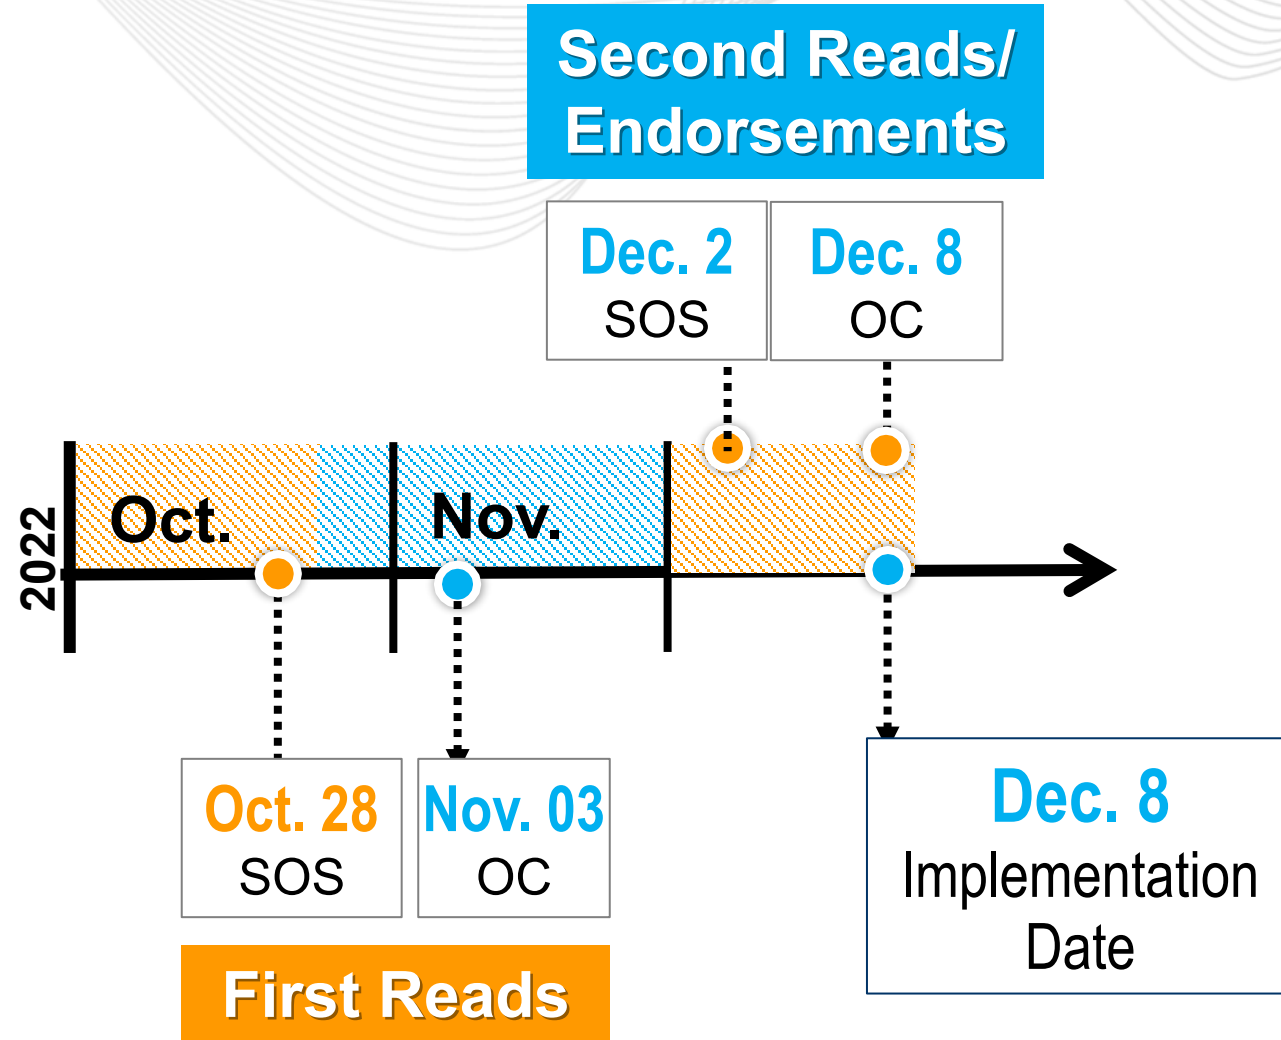 Second Reads/
Endorsements
Dec. 2
SOS
Dec. 8
OC
2022
Oct.
Nov.
Oct. 28
SOS
Nov. 03
OC
First Reads
Dec. 8
Implementation
Date